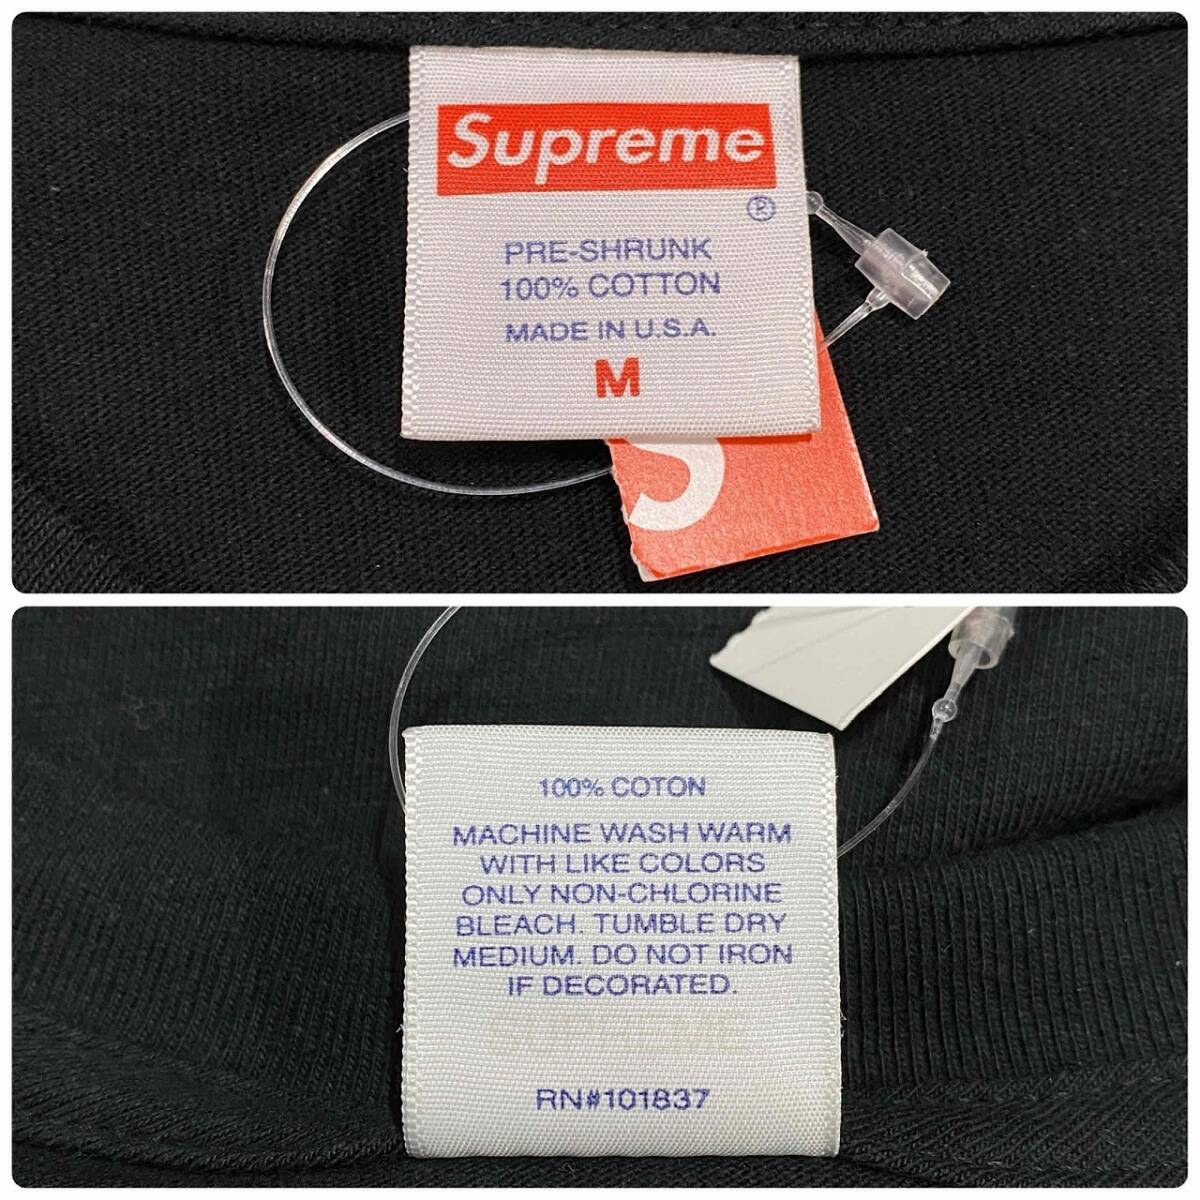 Supreme
®
PRE-SHRUNK
100% COTTON
MADE IN U.S.A.
M
S
100% COTON
MACHINE WASH WARM
WITH LIKE COLORS
ONLY NON-CHLORINE
BLEACH. TUMBLE DRY
MEDIUM. DO NOT IRON
IF DECORATED.
RN#101837